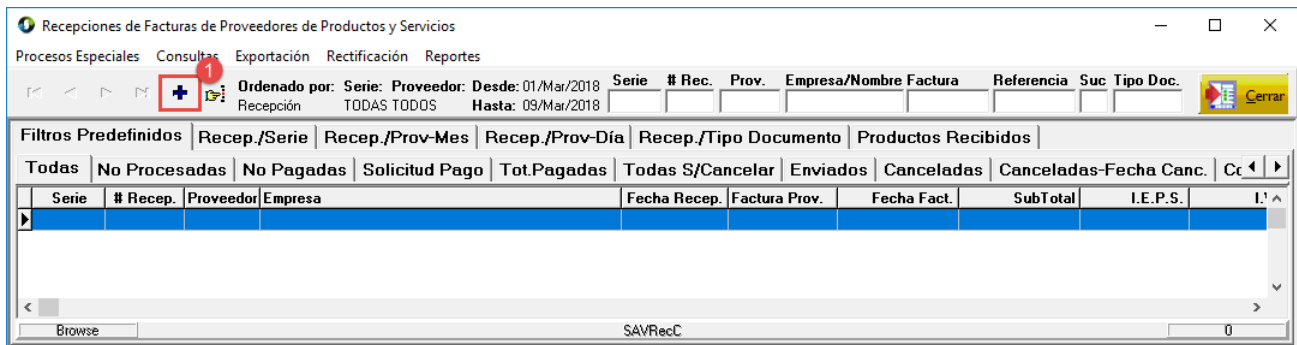 Recepciones de Facturas de Proveedores de Productos y Servicios
Procesos Especiales Consultas Exportación Rectificación Reportes
1
Ordenado por: Serie: Proveedor: Desde: 01/Mar/2018 Serie # Rec. Prov. Empresa/Nombre Factura Referencia Suc Tipo Doc.
Recepción TODAS TODOS Hasta: 09/Mar/2018 Cerrar
Filtros Predefinidos Recep./Serie Recep./Prov-Mes Recep./Prov-Día Recep./Tipo Documento Productos Recibidos
Todas No Procesadas No Pagadas Solicitud Pago Tot.Pagadas Todas S/Cancelar Enviados Canceladas Canceladas-Fecha Canc.
Serie # Recep. Proveedor Empresa Fecha Recep. Factura Prov. Fecha Fact. SubTotal I.E.P.S.
Browse SAVRecC 0